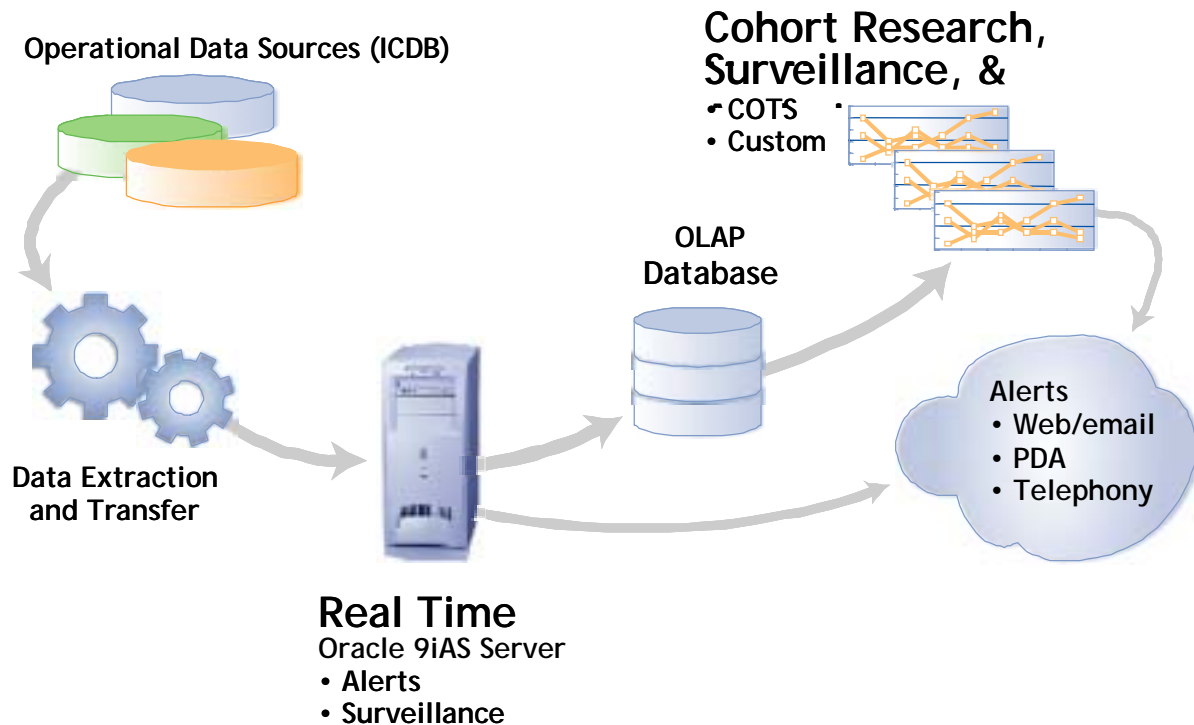 Operational Data Sources (ICDB)
Cohort Research,
Surveillance, &
• COTS
• Custom
OLAP
Database
Data Extraction
and Transfer
Alerts
• Web/email
• PDA
• Telephony
Real Time
Oracle 9iAS Server
• Alerts
• Surveillance